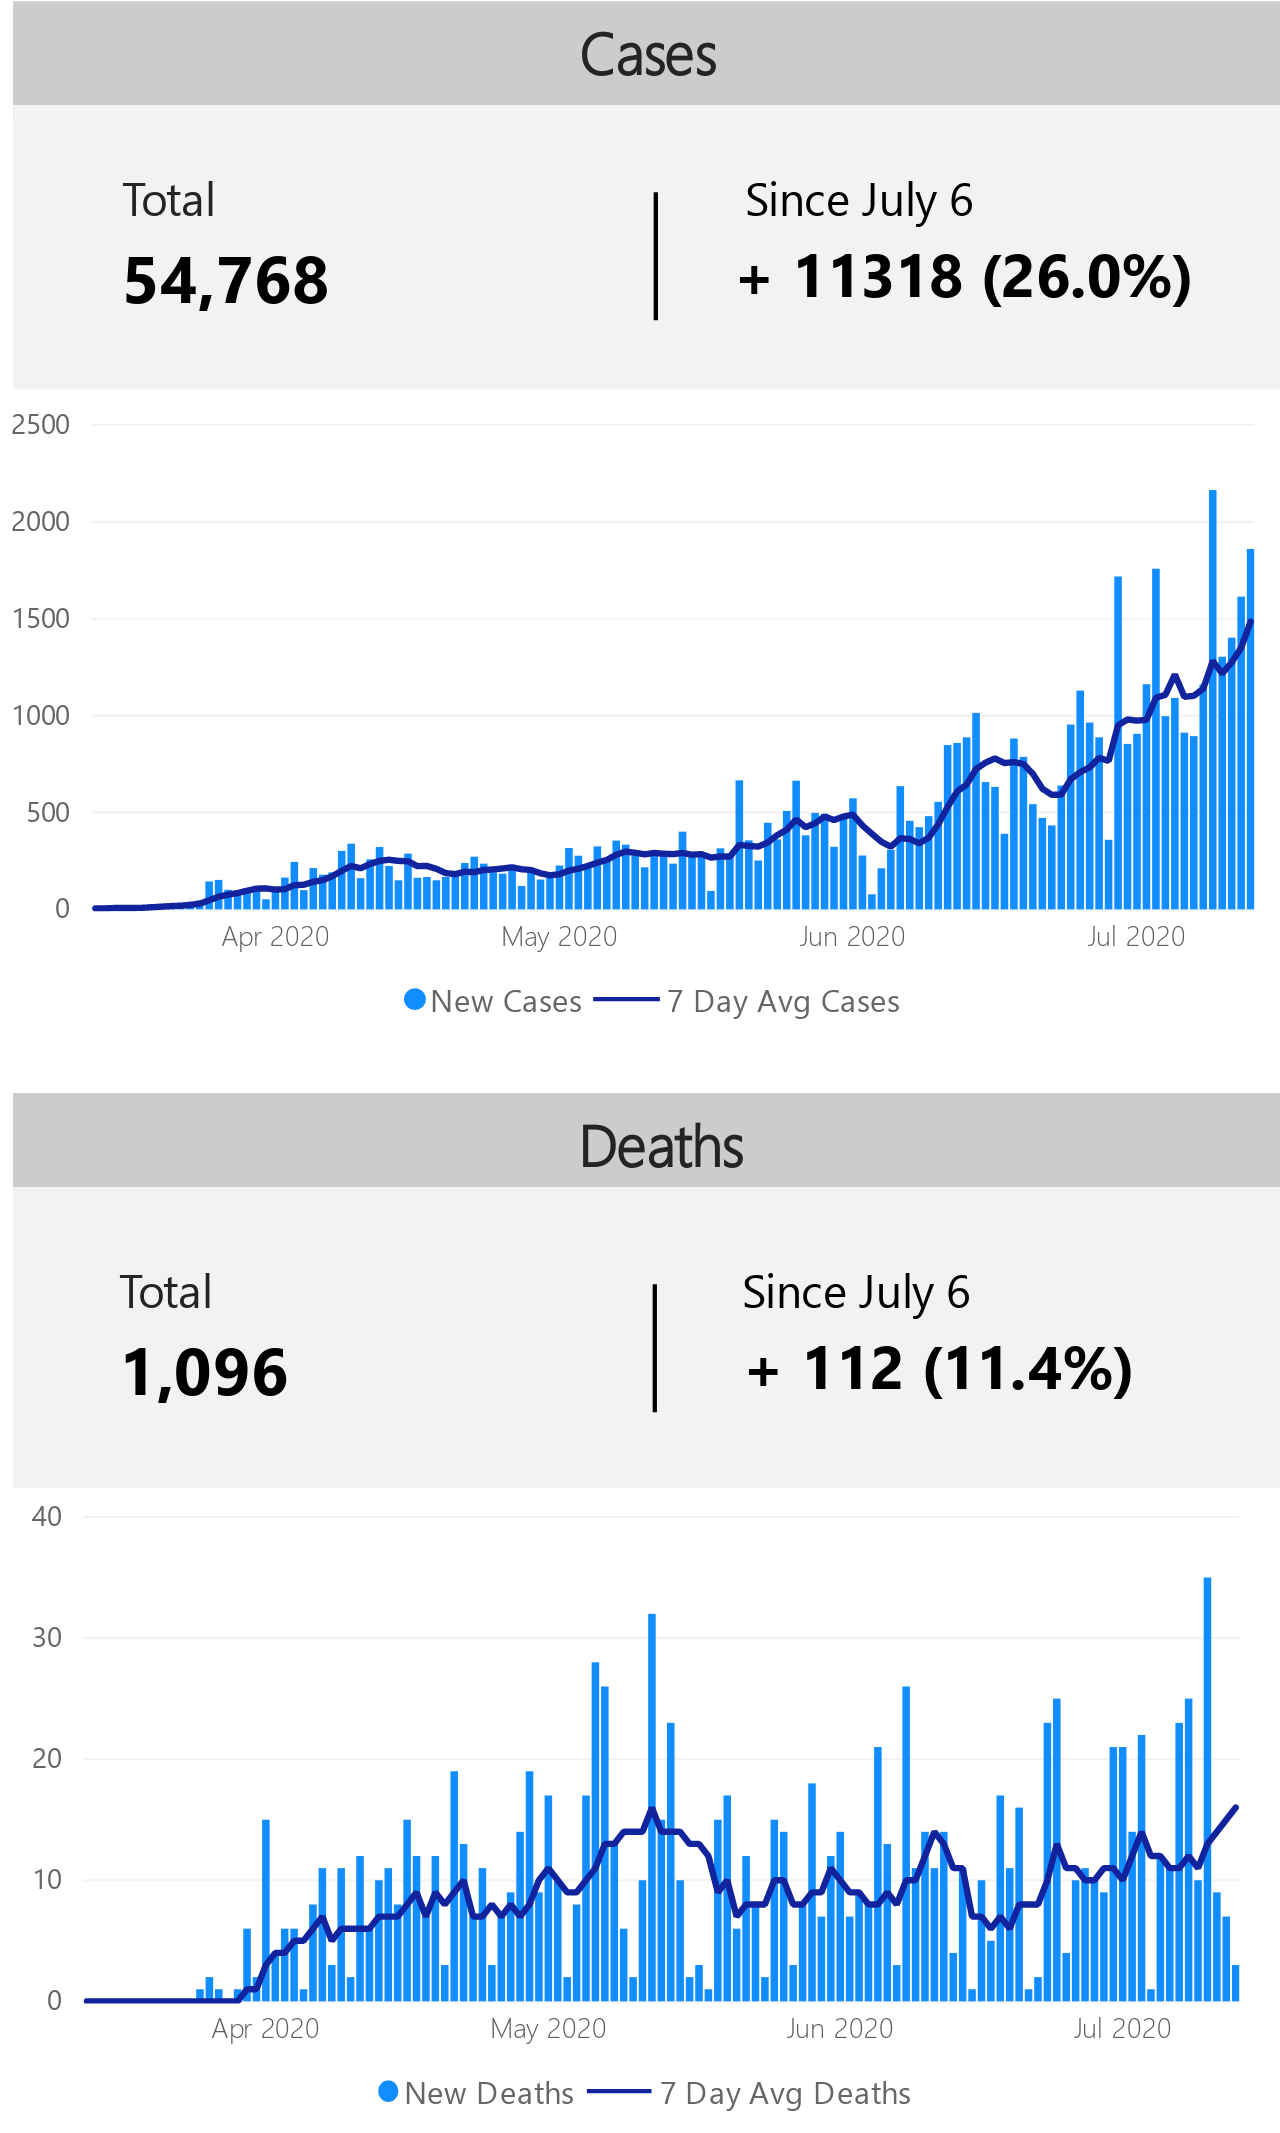 Cases
Total
Since July 6
54,768
+ 11318 (26.0%)
2500
2000
1500
1000
500
0
Apr 2020
May 2020
Jun 2020
Jul 2020
New Cases
7 Day Avg Cases
Deaths
Total
Since July 6
1,096
+ 112 (11.4%)
40
30
20
10
0
Apr 2020
May 2020
Jun 2020
Jul 2020
New Deaths
7 Day Avg Deaths